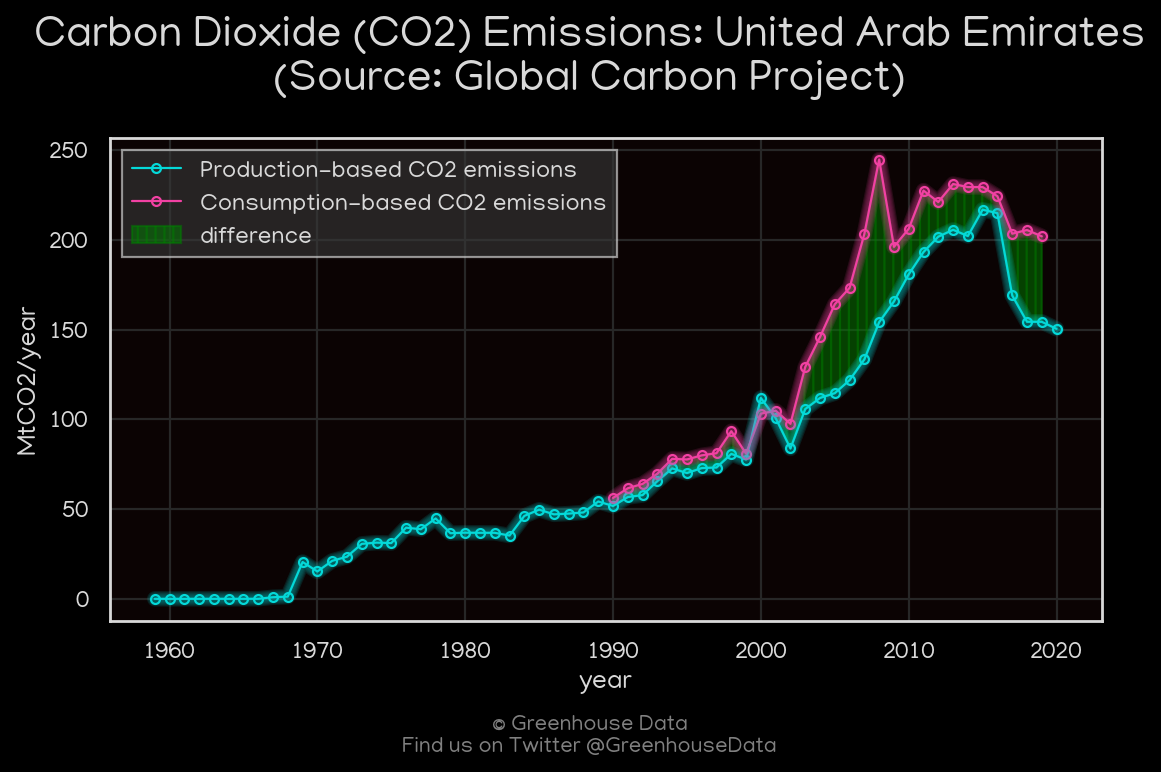 Carbon Dioxide (CO2) Emissions: United Arab Emirates
(Source: Global Carbon Project)
250
200
150
100
50
0
MtCO2/year
Production-based CO2 emissions
Consumption-based CO2 emissions
difference
1960 1970 1980 1990 2000 2010 2020
year
© Greenhouse Data
Find us on Twitter @GreenhouseData